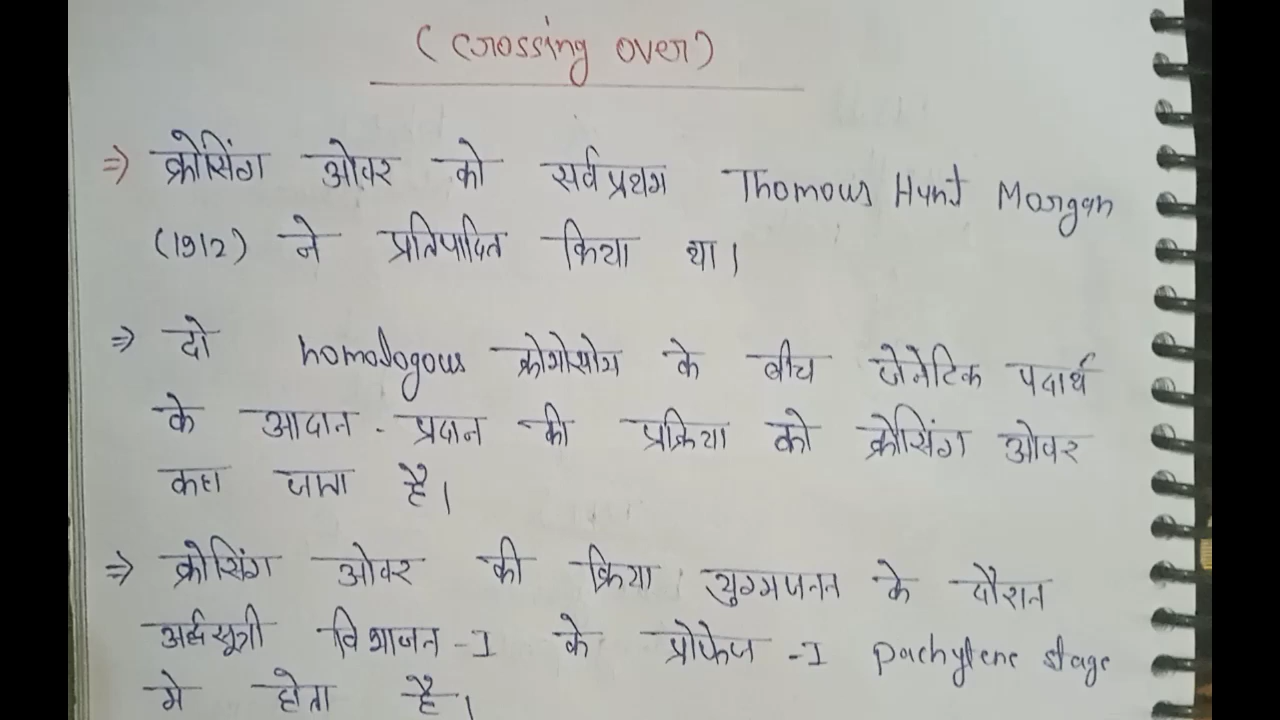 (Crossing over)
⇒ क्रोसिंग ओवर को सर्वप्रथम Thomous Hunt Morgan
(1912) ने प्रतिपादित किया था।
⇒ दो homologous क्रोमोसोम के बीच जेनेटिक पदार्थ
के आदान - प्रदान की प्रक्रिया को क्रोसिंग ओवर
कहा जाता है।
⇒ क्रोसिंग ओवर की क्रिया युग्मजनन के दौरान
अर्द्धसूत्री विभाजन -I के प्रोफेज -I pachytene stage
मे होता है।